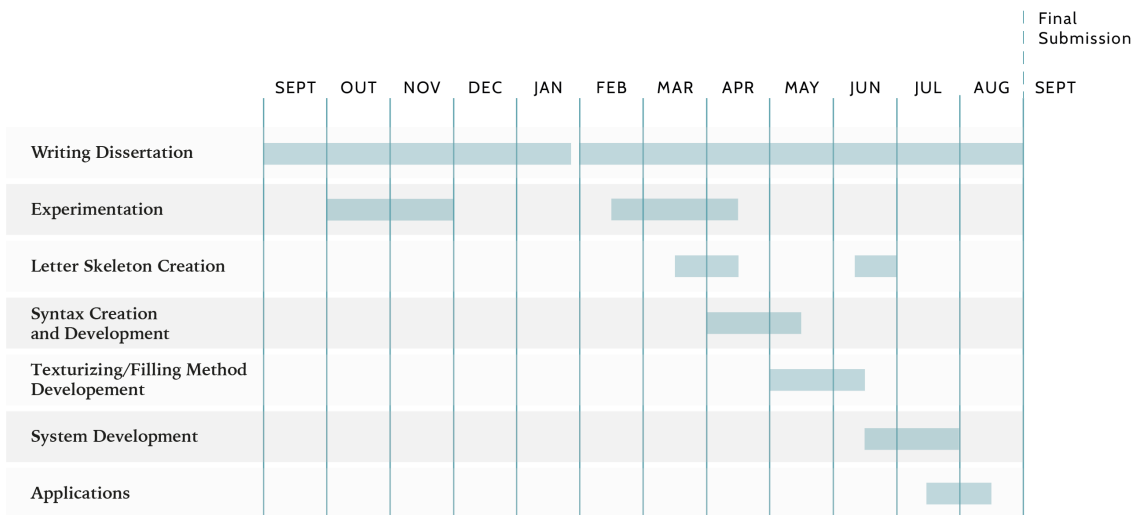 Final
Submission
SEPT OUT NOV DEC JAN FEB MAR APR MAY JUN JUL AUG SEPT
Writing Dissertation
Experimentation
Letter Skeleton Creation
Syntax Creation
and Development
Texturizing/Filling Method
Developement
System Development
Applications